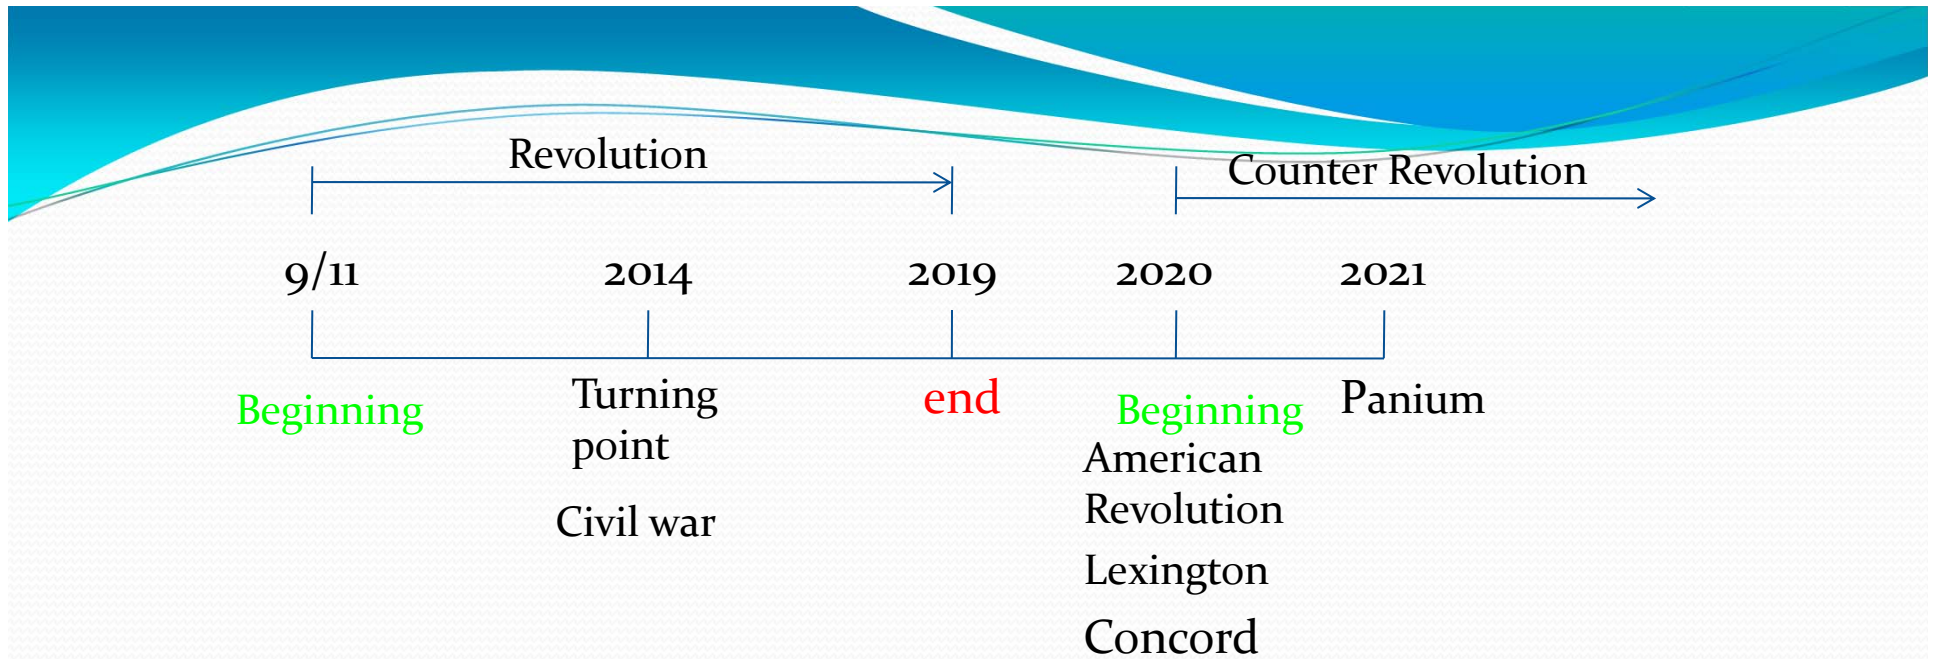 Revolution
Counter Revolution
9/11 2014 2019 2020 2021
Beginning
Turning
point
Civil war
end
Beginning
American
Revolution
Lexington
Concord
Panium